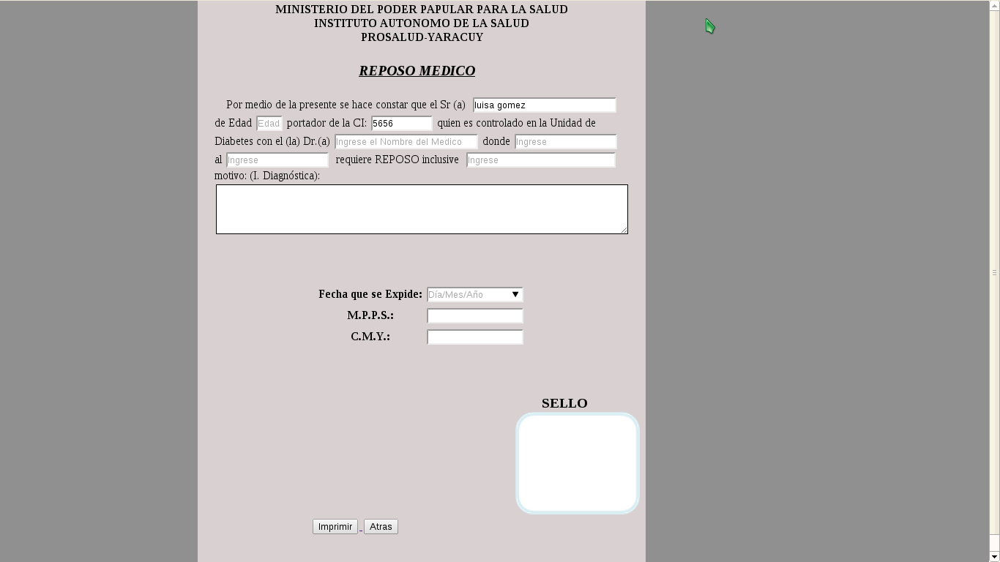 MINISTERIO DEL PODER PAPULAR PARA LA SALUD
INSTITUTO AUTONOMO DE LA SALUD
PROSALUD-YARACUY
REPOSO MEDICO
Por medio de la presente se hace constar que el Sr (a) luisa gomez
de Edad Edad portador de la CI: 5656 quien es controlado en la Unidad de
Diabetes con el (la) Dr.(a) Ingrese el Nombre del Medico donde Ingrese
al Ingrese requiere REPOSO inclusive Ingrese
motivo: (I. Diagnóstica):
Fecha que se Expide: Día/Mes/Año
M.P.P.S.:
C.M.Y.:
SELLO
Imprimir Atras